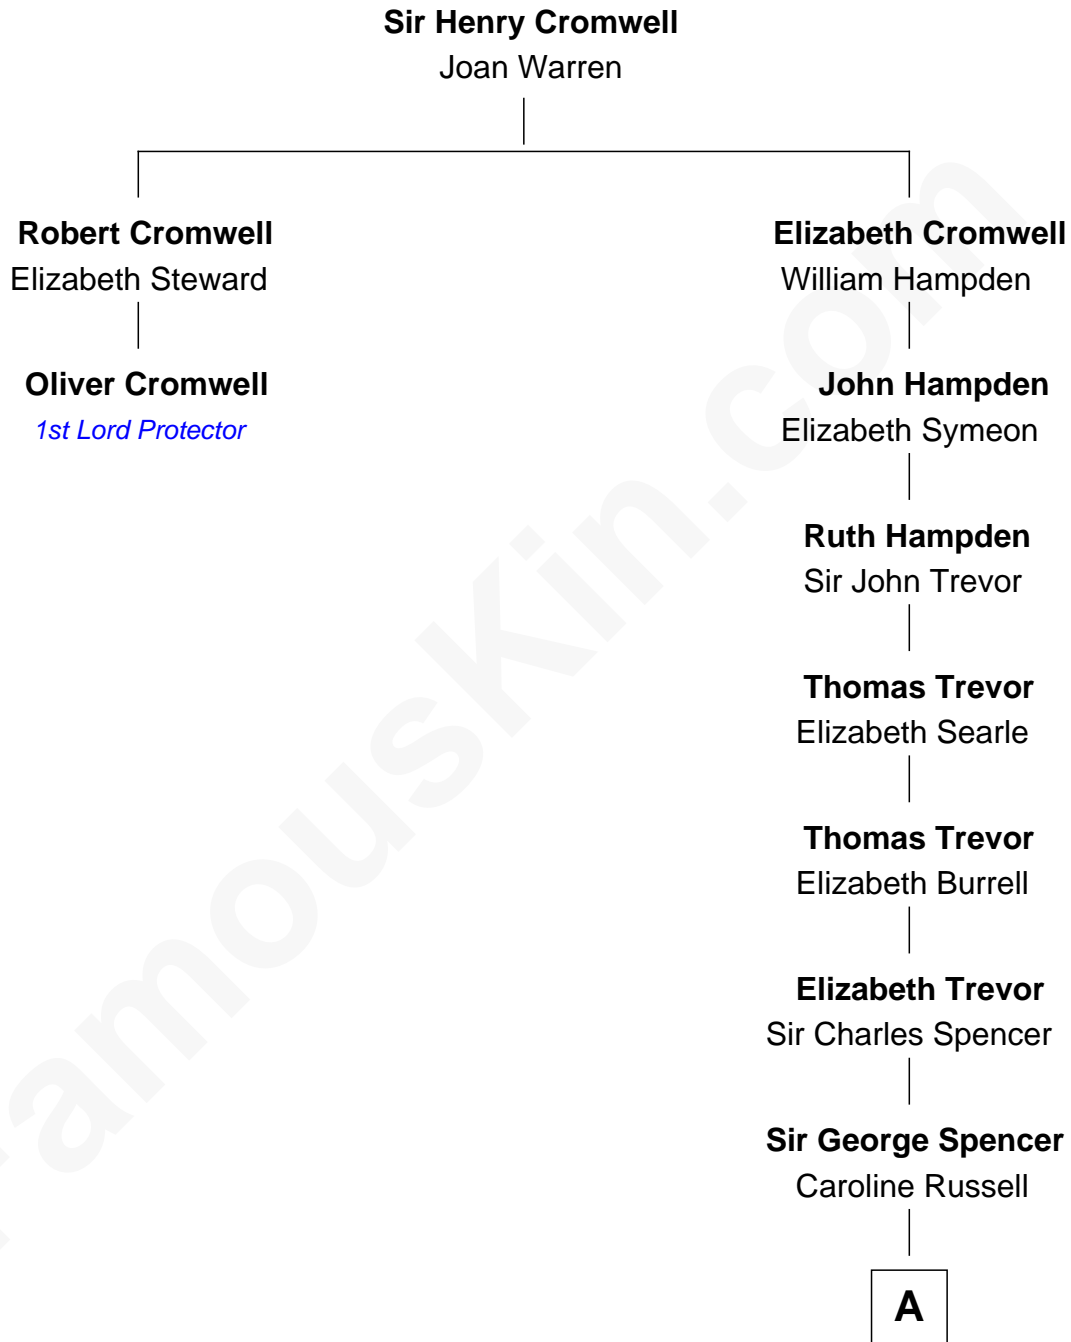 Sir Henry Cromwell
Joan Warren
Robert Cromwell
Elizabeth Steward
Oliver Cromwell
1st Lord Protector
Elizabeth Cromwell
William Hampden
John Hampden
Elizabeth Symeon
Ruth Hampden
Sir John Trevor
Thomas Trevor
Elizabeth Searle
Thomas Trevor
Elizabeth Burrell
Elizabeth Trevor
Sir Charles Spencer
Sir George Spencer
Caroline Russell
A
FamousKin.com